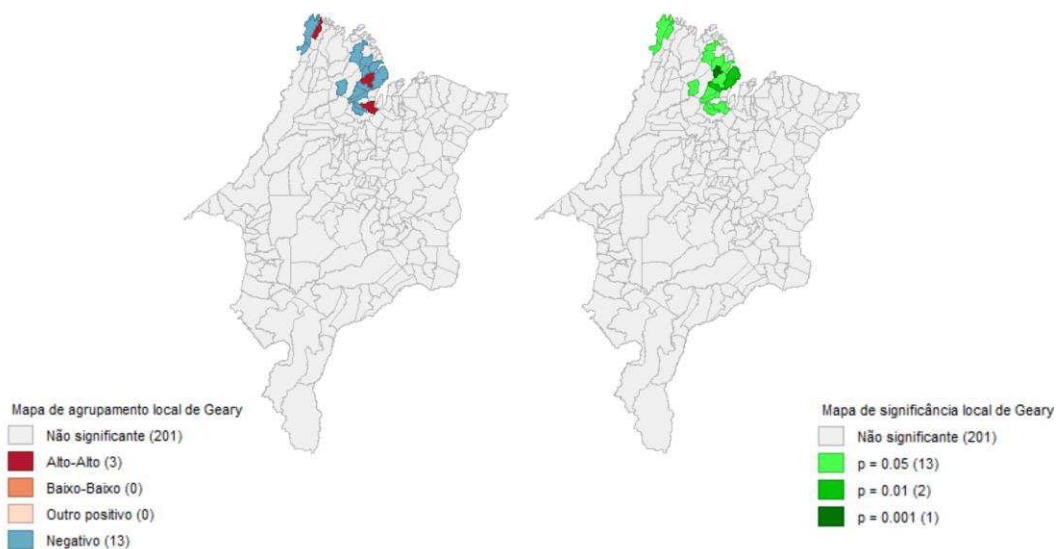 Mapa de agrupamento local de Geary
Não significante (201)
Alto-Alto (3)
Baixo-Baixo (0)
Outro positivo (0)
Negativo (13)
Mapa de significância local de Geary
Não significante (201)
p = 0.05 (13)
p = 0.01 (2)
p = 0.001 (1)